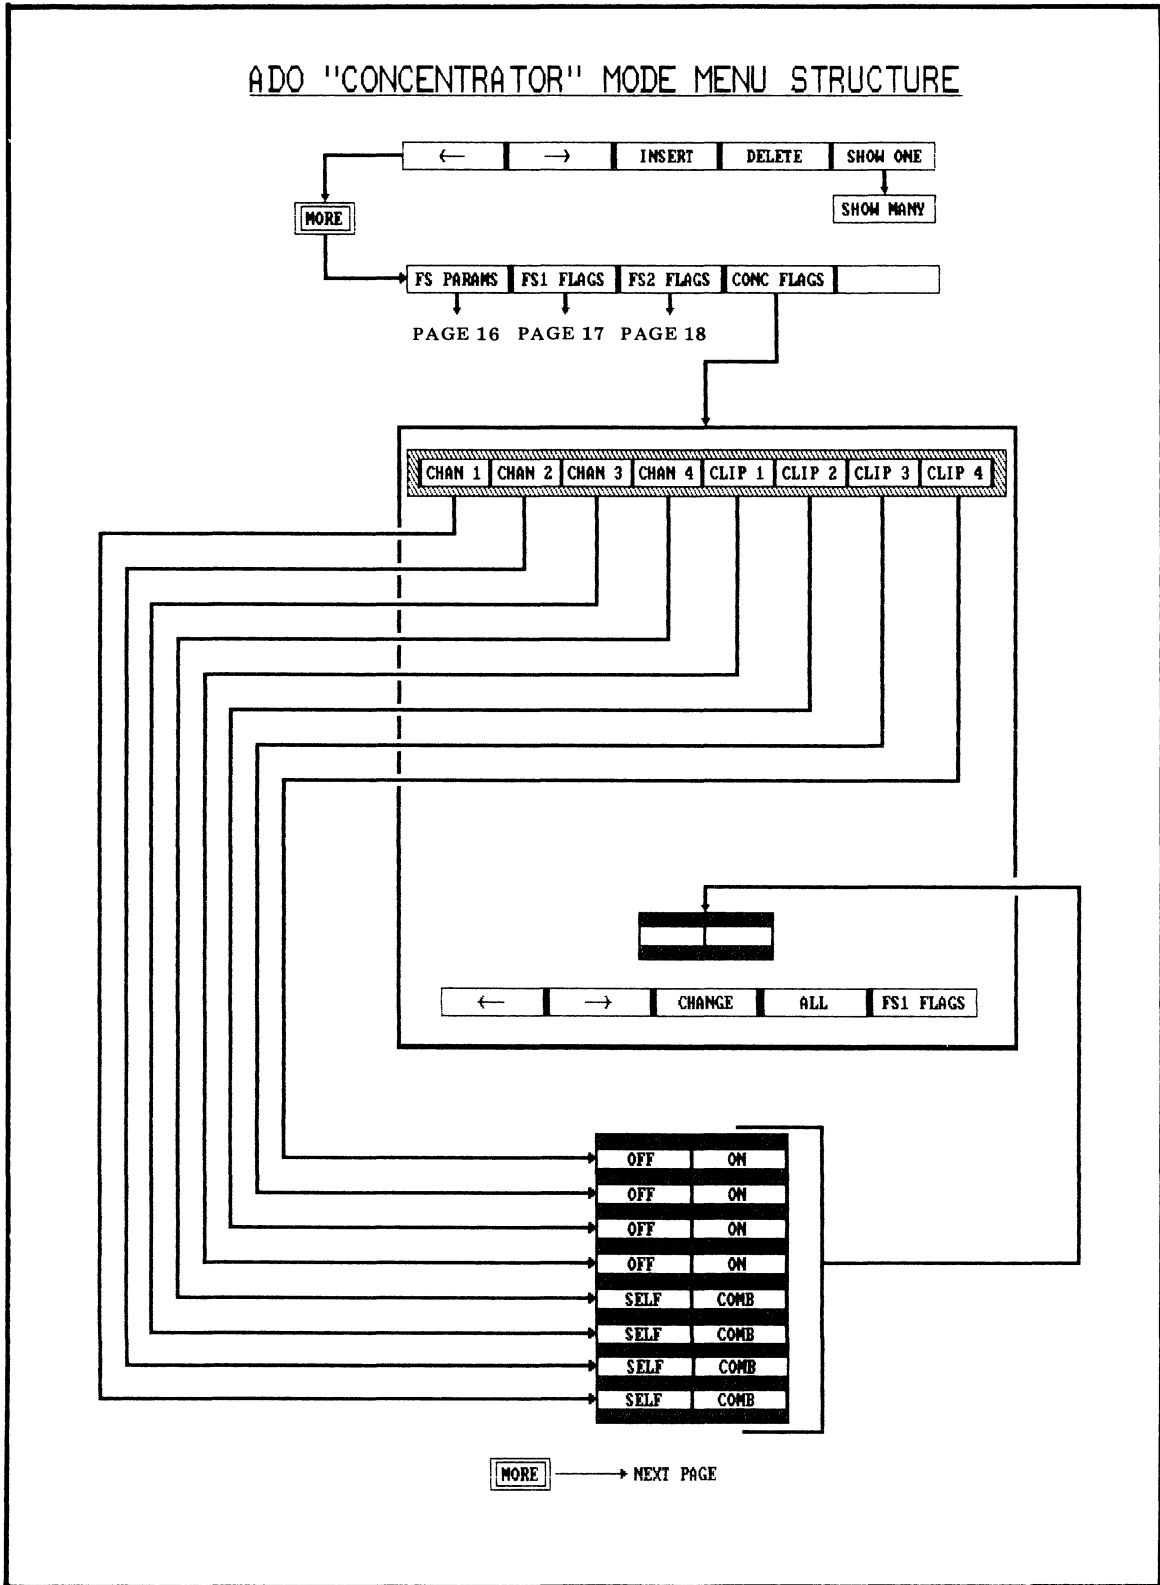 ADO "CONCENTRATOR" MODE MENU STRUCTURE
← → INSERT DELETE SHOW ONE
MORE
SHOW MANY
FS PARAMS FS1 FLAGS FS2 FLAGS CONC FLAGS
PAGE 16 PAGE 17 PAGE 18
CHAN 1 CHAN 2 CHAN 3 CHAN 4 CLIP 1 CLIP 2 CLIP 3 CLIP 4
← → CHANGE ALL FS1 FLAGS
OFF ON
OFF ON
OFF ON
OFF ON
SELF COMB
SELF COMB
SELF COMB
SELF COMB
MORE → NEXT PAGE